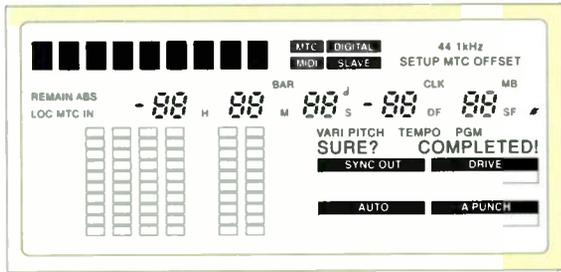 MTC DIGITAL 44 1kHz
MIDI SLAVE SETUP MTC OFFSET
BAR CLK MB
REMAIN ABS
LOC MTC IN -88 H 88 M 88 S -88 DF 88 SF
VARI PITCH TEMPO PGM
SURE? COMPLETED!
SYNC OUT DRIVE
AUTO A PUNCH